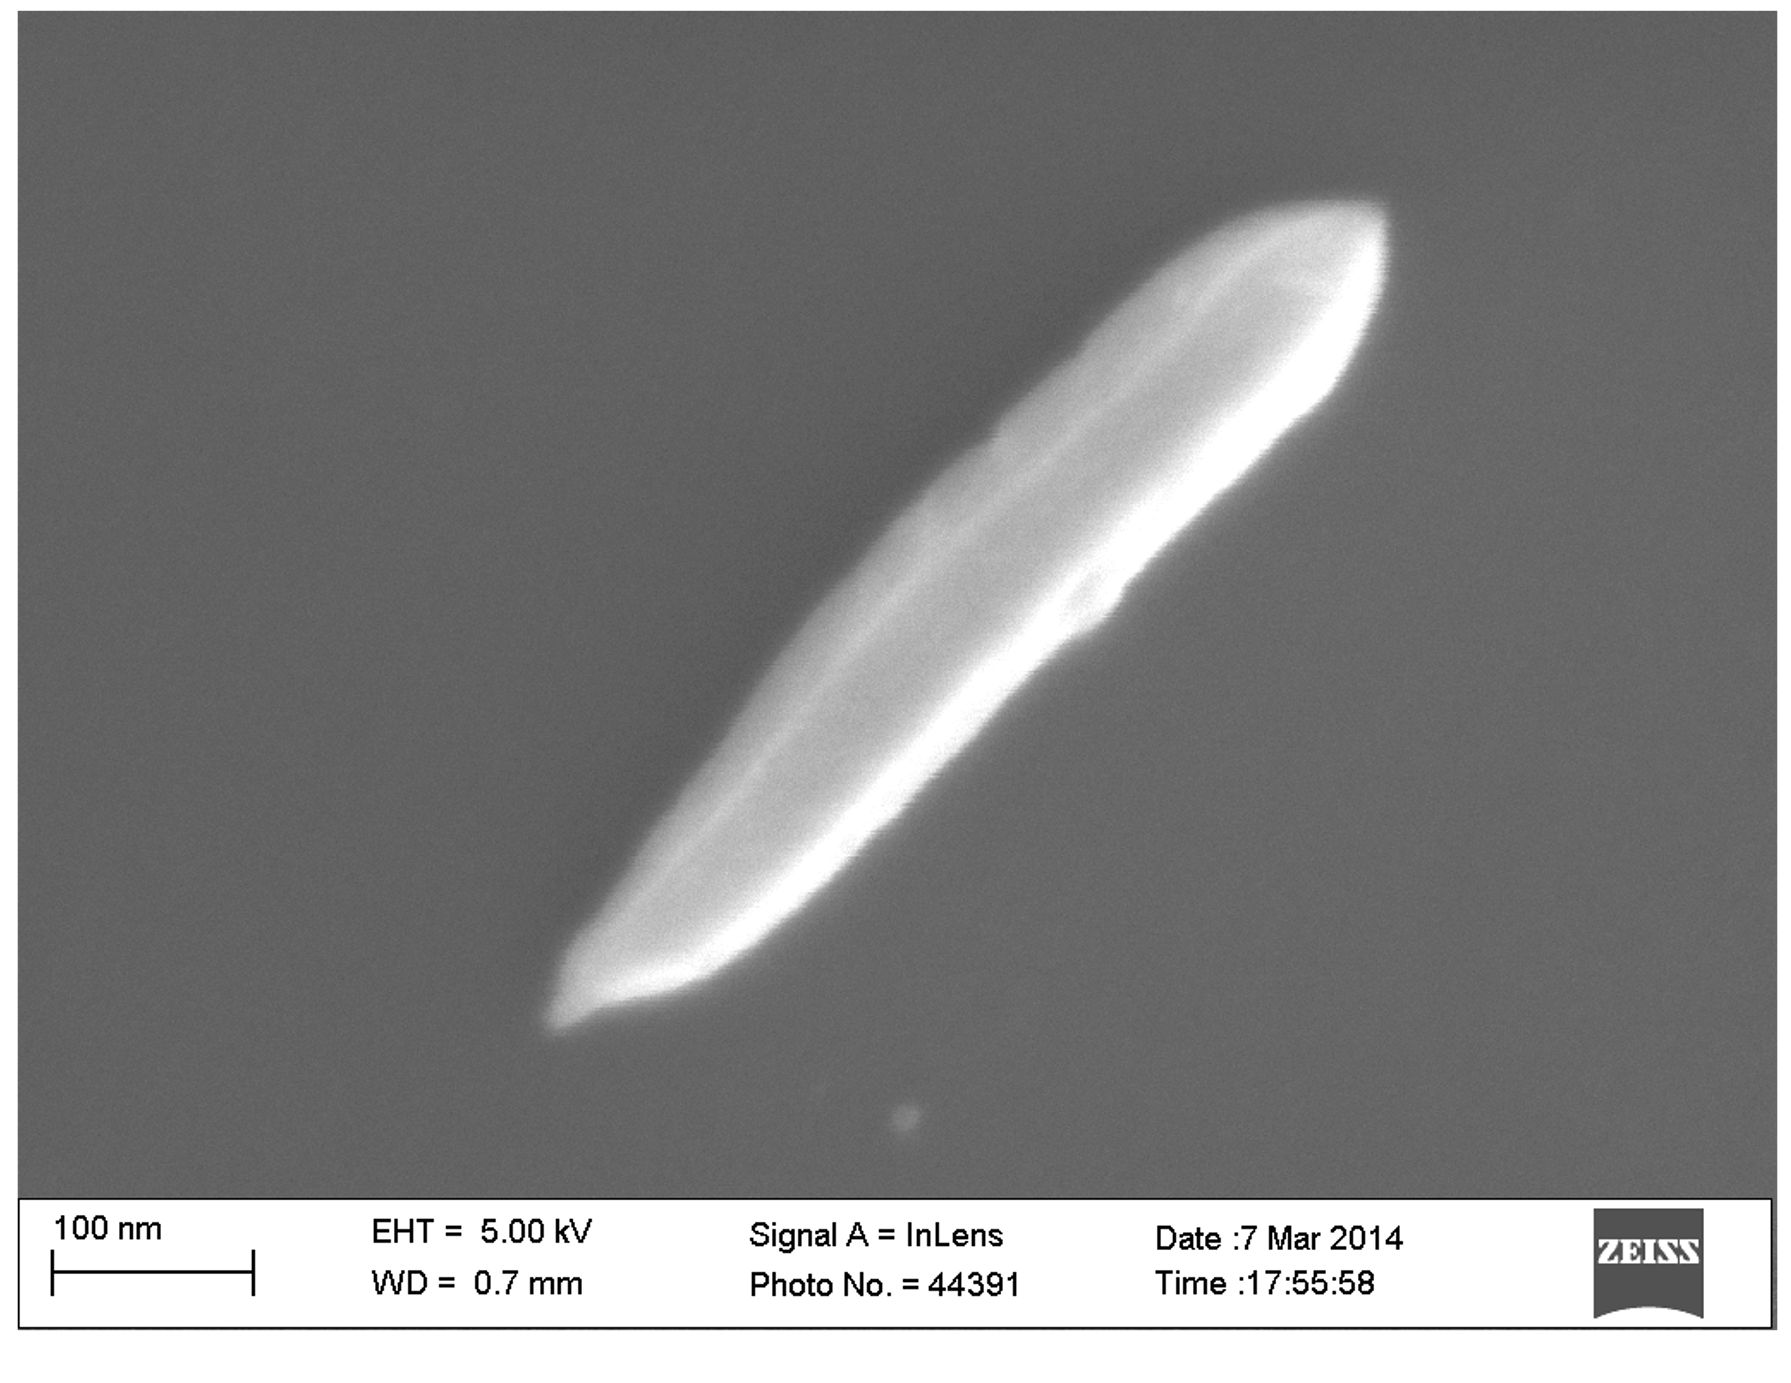 100 nm
EHT = 5.00 kV
WD = 0.7 mm
Signal A = InLens
Photo No. = 44391
Date :7 Mar 2014
Time :17:55:58
ZEISS